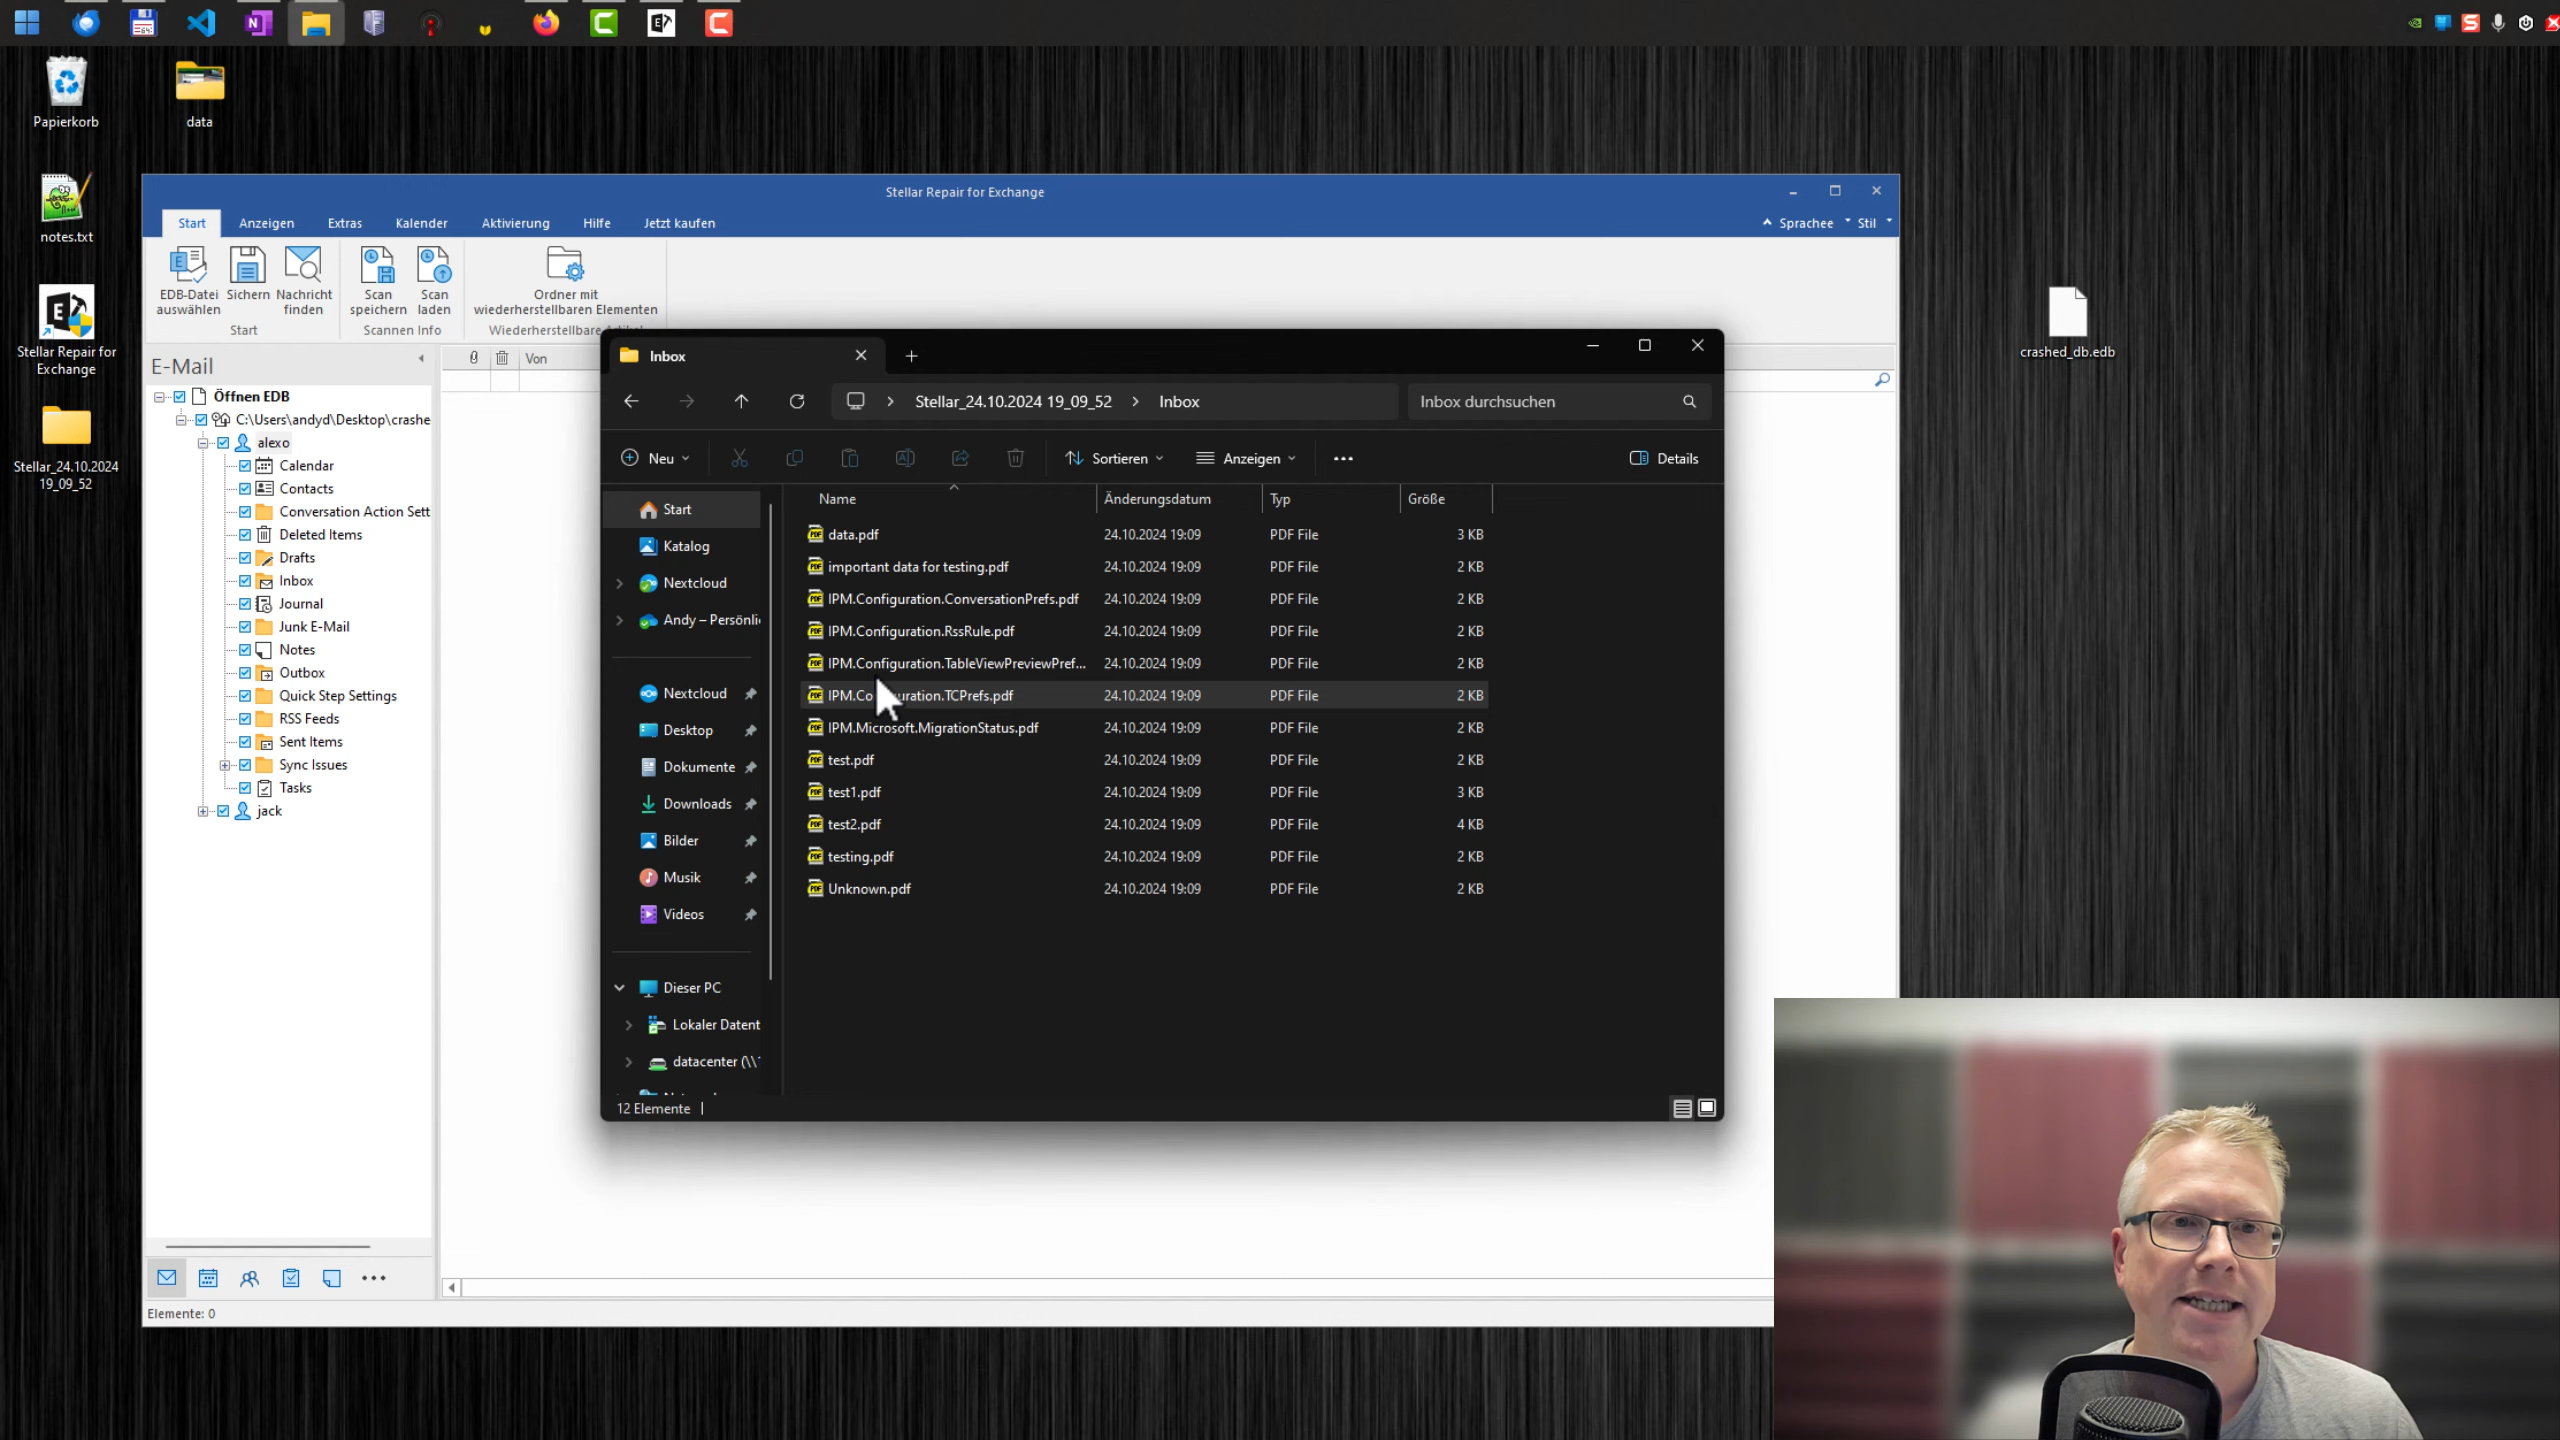 Papierkorb
data
notes.txt
Stellar Repair for
Exchange
Stellar_24.10.2024
19_09_52
crashed_db.edb
Stellar Repair for Exchange
Start
Anzeigen
Extras
Kalender
Aktivierung
Hilfe
Jetzt kaufen
Sprachee
Stil
EDB-Datei
auswählen
Sichern
Nachricht
finden
Scan
speichern
Scan
laden
Ordner mit
wiederherstellbaren Elementen
Start
Scannen Info
E-Mail
Von
Öffnen EDB
C:\Users\andyd\Desktop\crashe
alexo
Calendar
Contacts
Conversation Action Sett
Deleted Items
Drafts
Inbox
Journal
Junk E-Mail
Notes
Outbox
Quick Step Settings
RSS Feeds
Sent Items
Sync Issues
Tasks
jack
Elemente: 0
Inbox
Stellar_24.10.2024 19_09_52 > Inbox
Inbox durchsuchen
Neu
Sortieren
Anzeigen
Details
Start
Katalog
Nextcloud
Andy – Persönli
Nextcloud
Desktop
Dokumente
Downloads
Bilder
Musik
Videos
Dieser PC
Lokaler Datent
datacenter (\\
Name Änderungsdatum Typ Größe
data.pdf 24.10.2024 19:09 PDF File 3 KB
important data for testing.pdf 24.10.2024 19:09 PDF File 2 KB
IPM.Configuration.ConversationPrefs.pdf 24.10.2024 19:09 PDF File 2 KB
IPM.Configuration.RssRule.pdf 24.10.2024 19:09 PDF File 2 KB
IPM.Configuration.TableViewPreviewPref... 24.10.2024 19:09 PDF File 2 KB
IPM.Configuration.TCPrefs.pdf 24.10.2024 19:09 PDF File 2 KB
IPM.Microsoft.MigrationStatus.pdf 24.10.2024 19:09 PDF File 2 KB
test.pdf 24.10.2024 19:09 PDF File 2 KB
test1.pdf 24.10.2024 19:09 PDF File 3 KB
test2.pdf 24.10.2024 19:09 PDF File 4 KB
testing.pdf 24.10.2024 19:09 PDF File 2 KB
Unknown.pdf 24.10.2024 19:09 PDF File 2 KB
12 Elemente